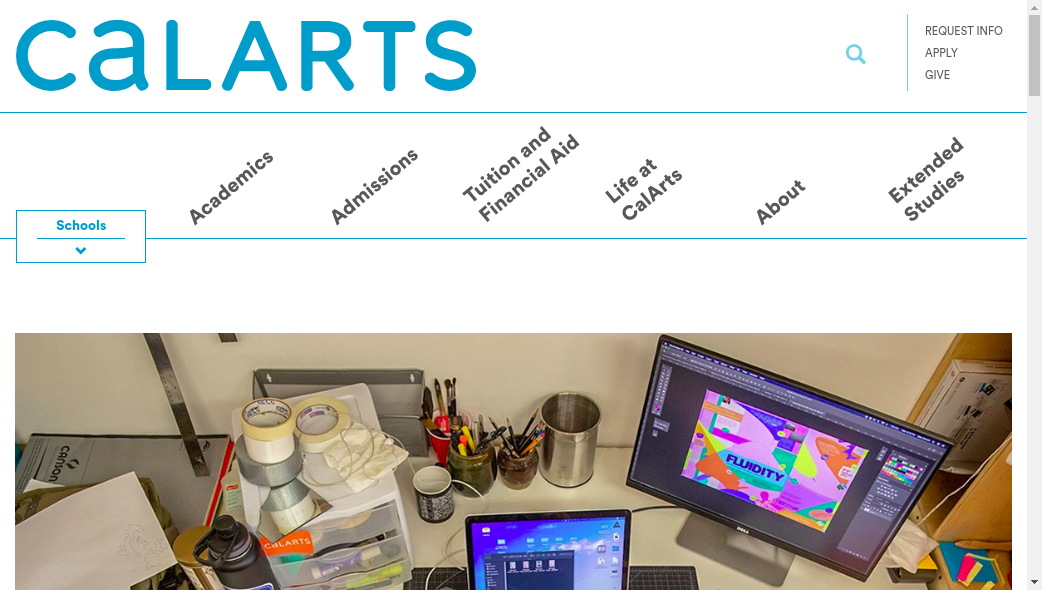 CALARTS
REQUEST INFO
APPLY
GIVE
Academics
Admissions
Tuition and
Financial Aid
Life at
CalArts
About
Extended
Studies
Schools
canson
CALARTS
FLUIDITY
DELL